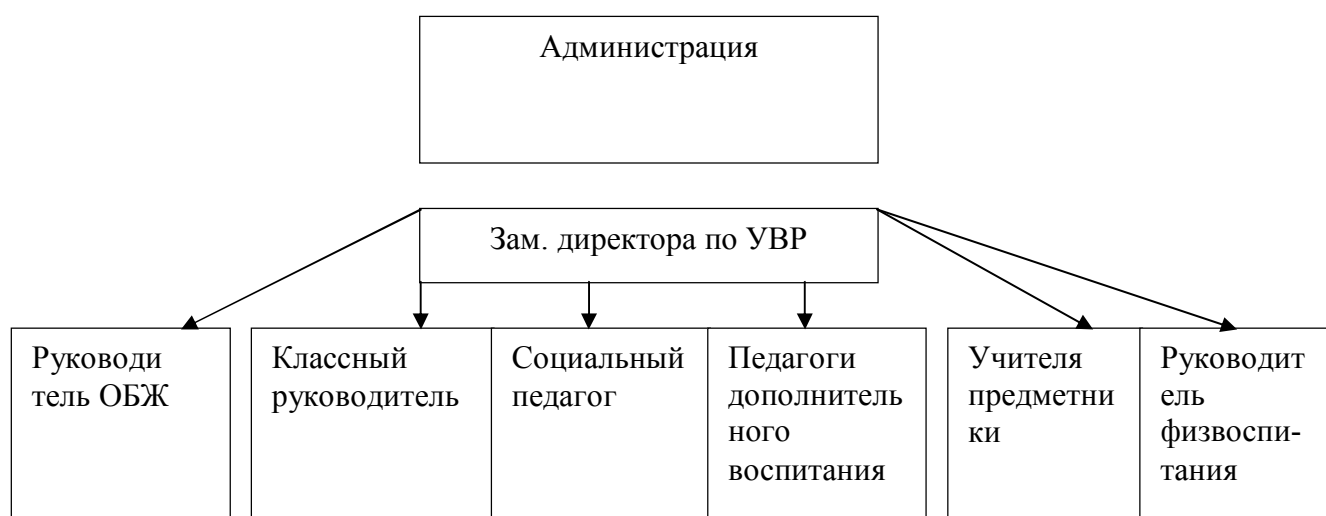 Администрация
Зам. директора по УВР
Руководи
тель ОБЖ
Классный
руководитель
Социальный
педагог
Педагоги
дополнитель
ного
воспитания
Учителя
предметни
ки
Руководит
ель
физвоспи-
тания